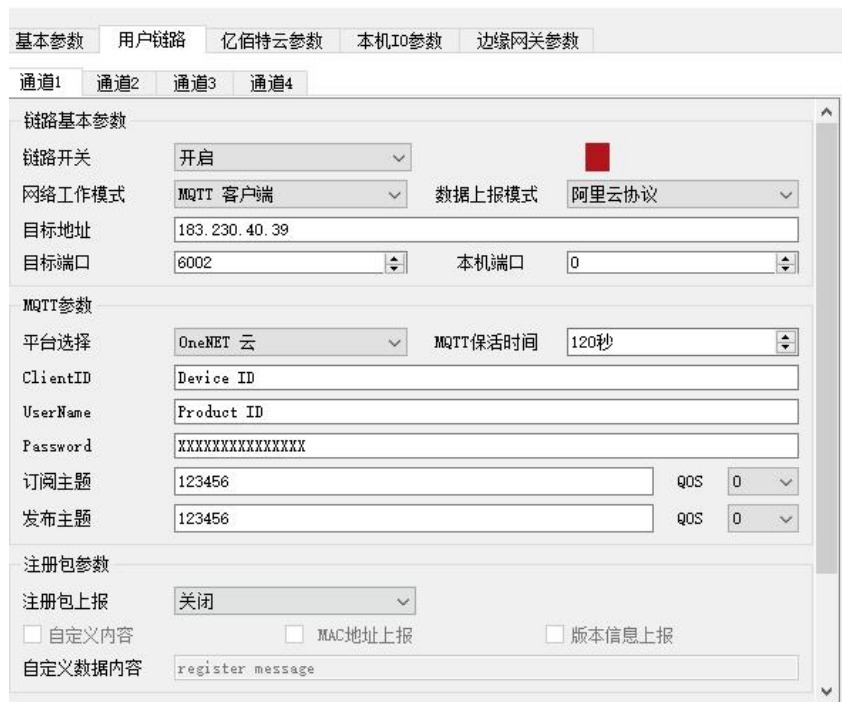 基本参数 用户链路 亿佰特云参数 本机IO参数 边缘网关参数
通道1 通道2 通道3 通道4
链路基本参数
链路开关 开启
网络工作模式 MQTT 客户端 数据上报模式 阿里云协议
目标地址 183.230.40.39
目标端口 6002 本机端口 0
MQTT参数
平台选择 OneNET 云 MQTT保活时间 120秒
ClientID Device ID
UserName Product ID
Password XXXXXXXXXXXXXXX
订阅主题 123456 QOS 0
发布主题 123456 QOS 0
注册包参数
注册包上报 关闭
自定义内容 MAC地址上报 版本信息上报
自定义数据内容 register message